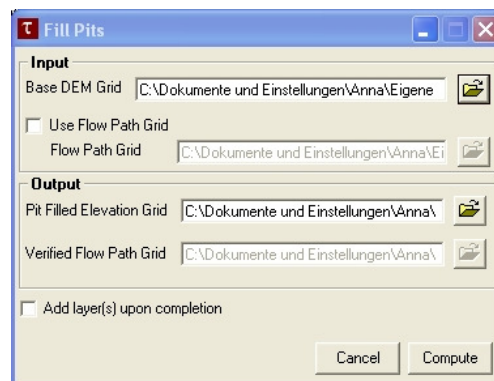 τ Fill Pits
Input
Base DEM Grid C:\Dokumente und Einstellungen\Anna\Eigene
Use Flow Path Grid
Flow Path Grid C:\Dokumente und Einstellungen\Anna\Ei
Output
Pit Filled Elevation Grid C:\Dokumente und Einstellungen\Anna\
Verified Flow Path Grid C:\Dokumente und Einstellungen\Anna\
Add layer(s) upon completion
Cancel Compute